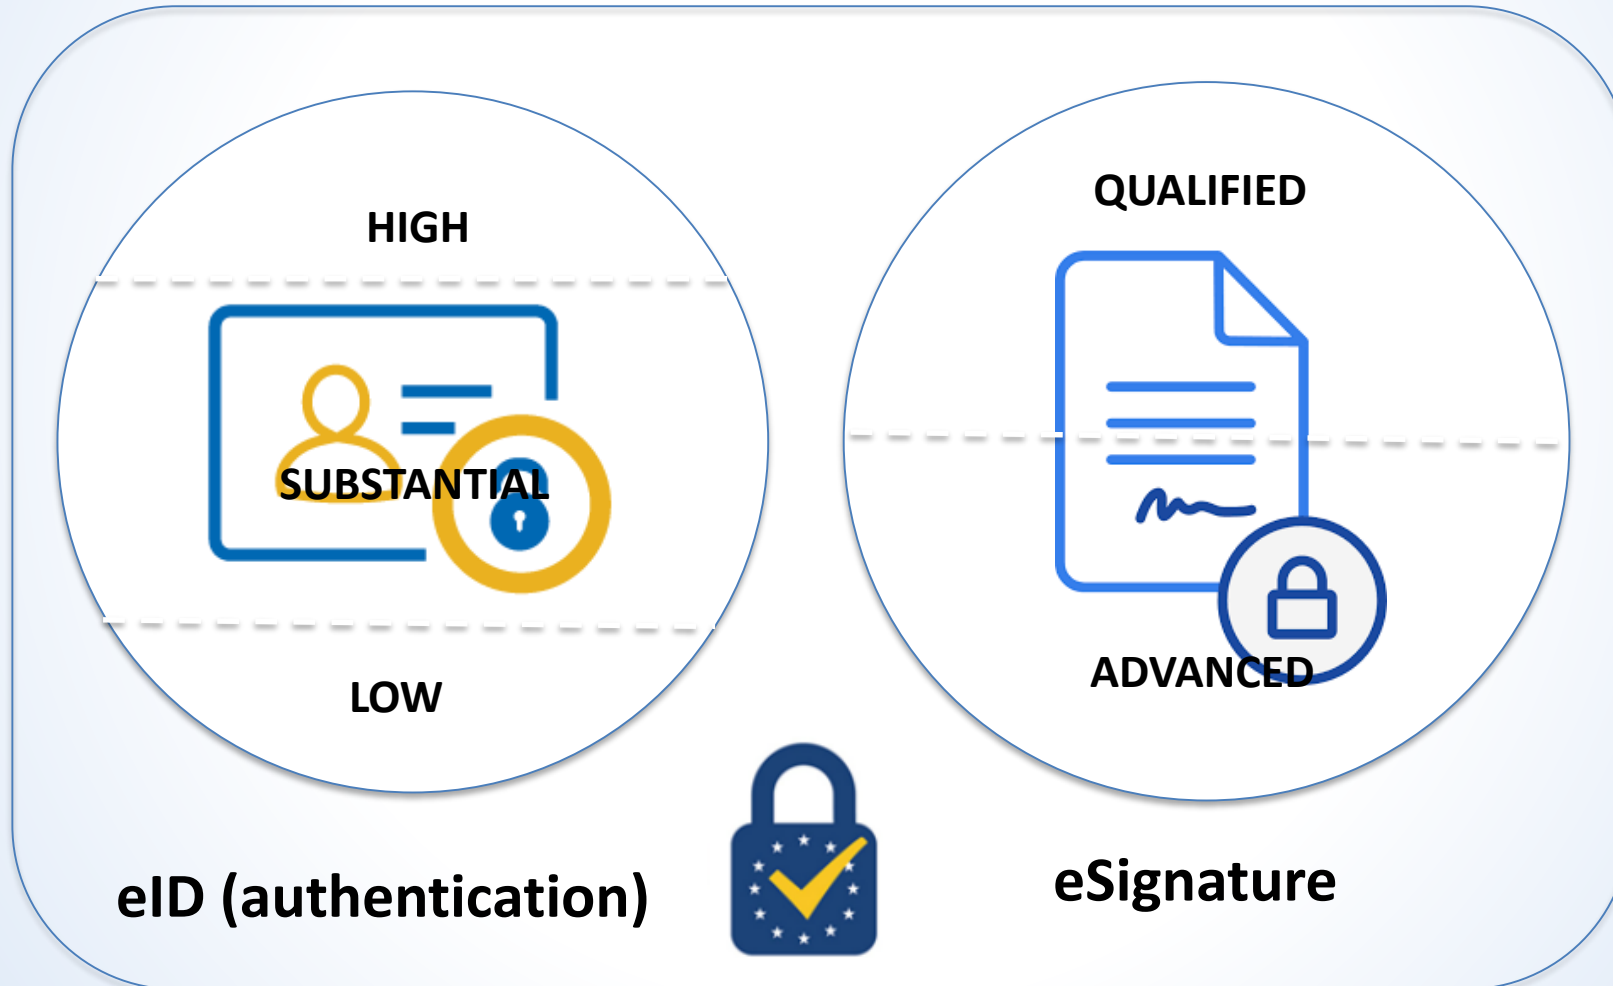 HIGH
SUBSTANTIAL
LOW
eID (authentication)
QUALIFIED
ADVANCED
eSignature